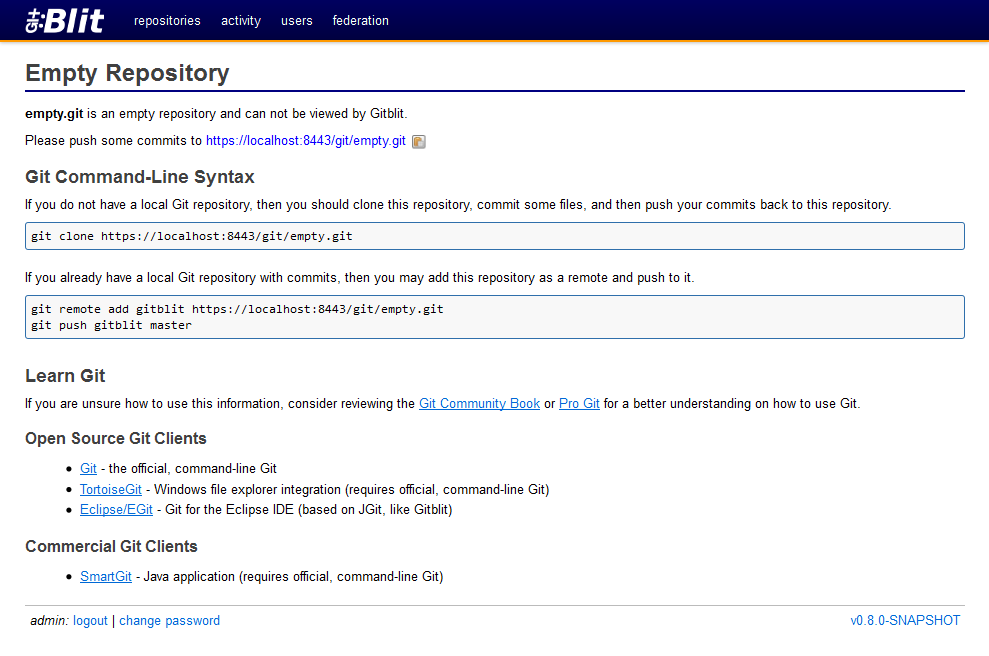 git:Blit repositories activity users federation
Empty Repository
empty.git is an empty repository and can not be viewed by Gitblit.
Please push some commits to https://localhost:8443/git/empty.git
Git Command-Line Syntax
If you do not have a local Git repository, then you should clone this repository, commit some files, and then push your commits back to this repository.
git clone https://localhost:8443/git/empty.git
If you already have a local Git repository with commits, then you may add this repository as a remote and push to it.
git remote add gitblit https://localhost:8443/git/empty.git
git push gitblit master
Learn Git
If you are unsure how to use this information, consider reviewing the Git Community Book or Pro Git for a better understanding on how to use Git.
Open Source Git Clients
• Git - the official, command-line Git
• TortoiseGit - Windows file explorer integration (requires official, command-line Git)
• Eclipse/EGit - Git for the Eclipse IDE (based on JGit, like Gitblit)
Commercial Git Clients
• SmartGit - Java application (requires official, command-line Git)
admin: logout | change password v0.8.0-SNAPSHOT